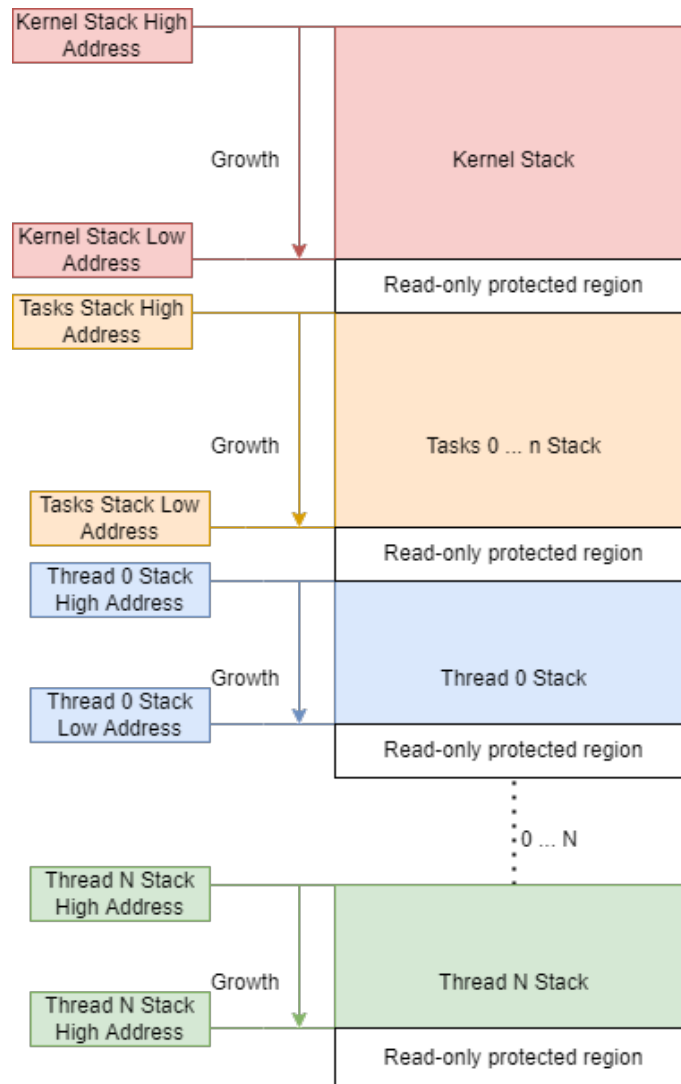 Kernel Stack High
Address
Growth
Kernel Stack
Kernel Stack Low
Address
Read-only protected region
Tasks Stack High
Address
Growth
Tasks 0 ... n Stack
Tasks Stack Low
Address
Read-only protected region
Thread 0 Stack
High Address
Growth
Thread 0 Stack
Thread 0 Stack
Low Address
Read-only protected region
0 ... N
Thread N Stack
High Address
Growth
Thread N Stack
Thread N Stack
High Address
Read-only protected region